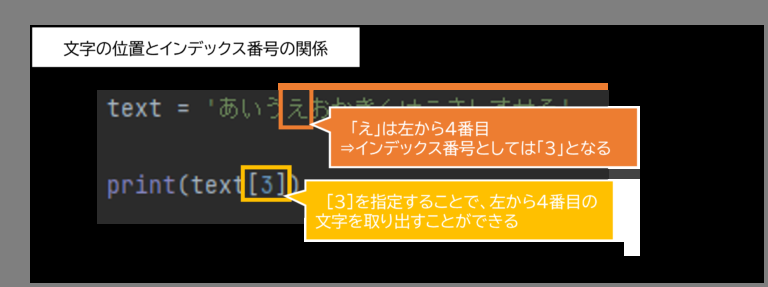 文字の位置とインデックス番号の関係
text = 'あいうえお
「え」は左から4番目
⇒インデックス番号としては「3」となる
print(text[3])
[3]を指定することで、左から4番目の
文字を取り出すことができる